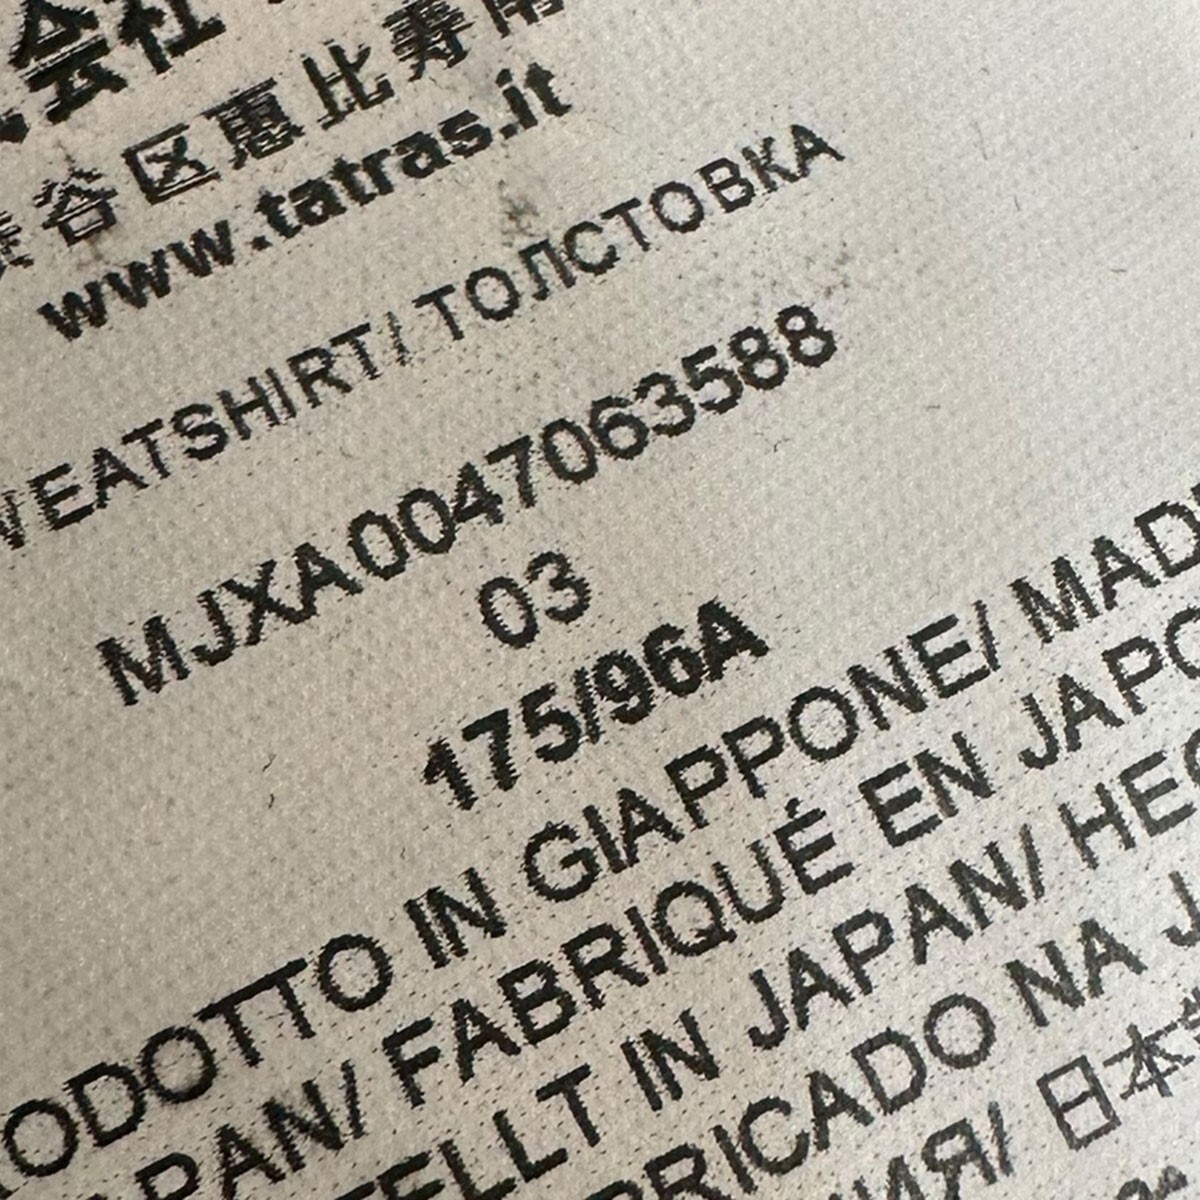 会社
谷区恵比寿南
www.tatras.it
WEATSHIRT/ ТОЛСТОВКА
MJXA0047063588
03
175/96A
ODOTTO IN GIAPPONE/ MAD
PAN/ FABRIQUÉ EN JAPO
TELLT IN JAPAN/ HEC
RICADO NA J
ИЯ/ 日本